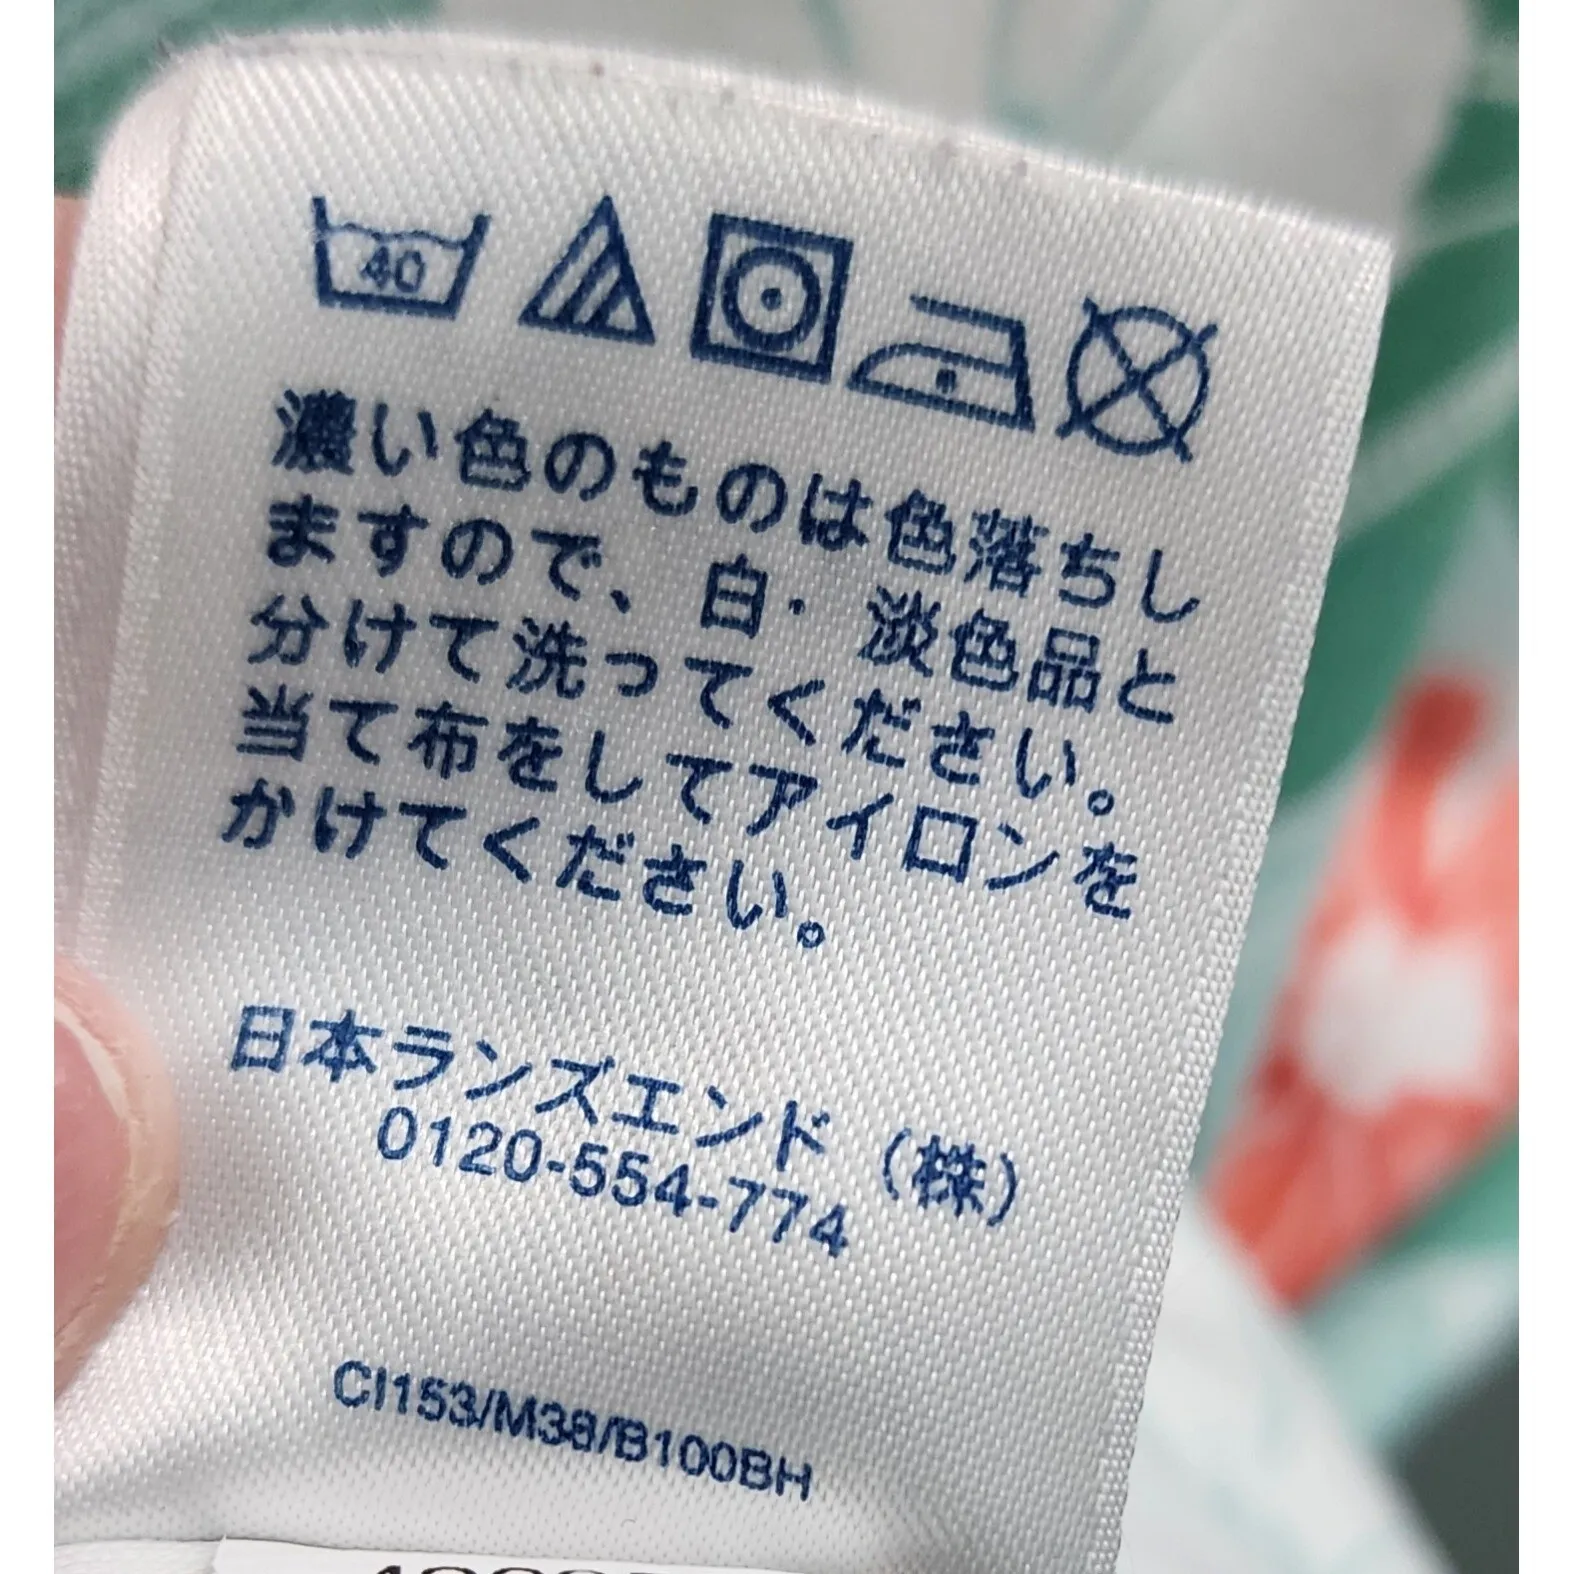 40
濃い色のものは色落ちし
ますので、白・淡色品と
分けて洗ってください。
当て布をしてアイロンを
かけてください。
日本ランズエンド（株）
0120-554-774
CI153/M38/B100BH